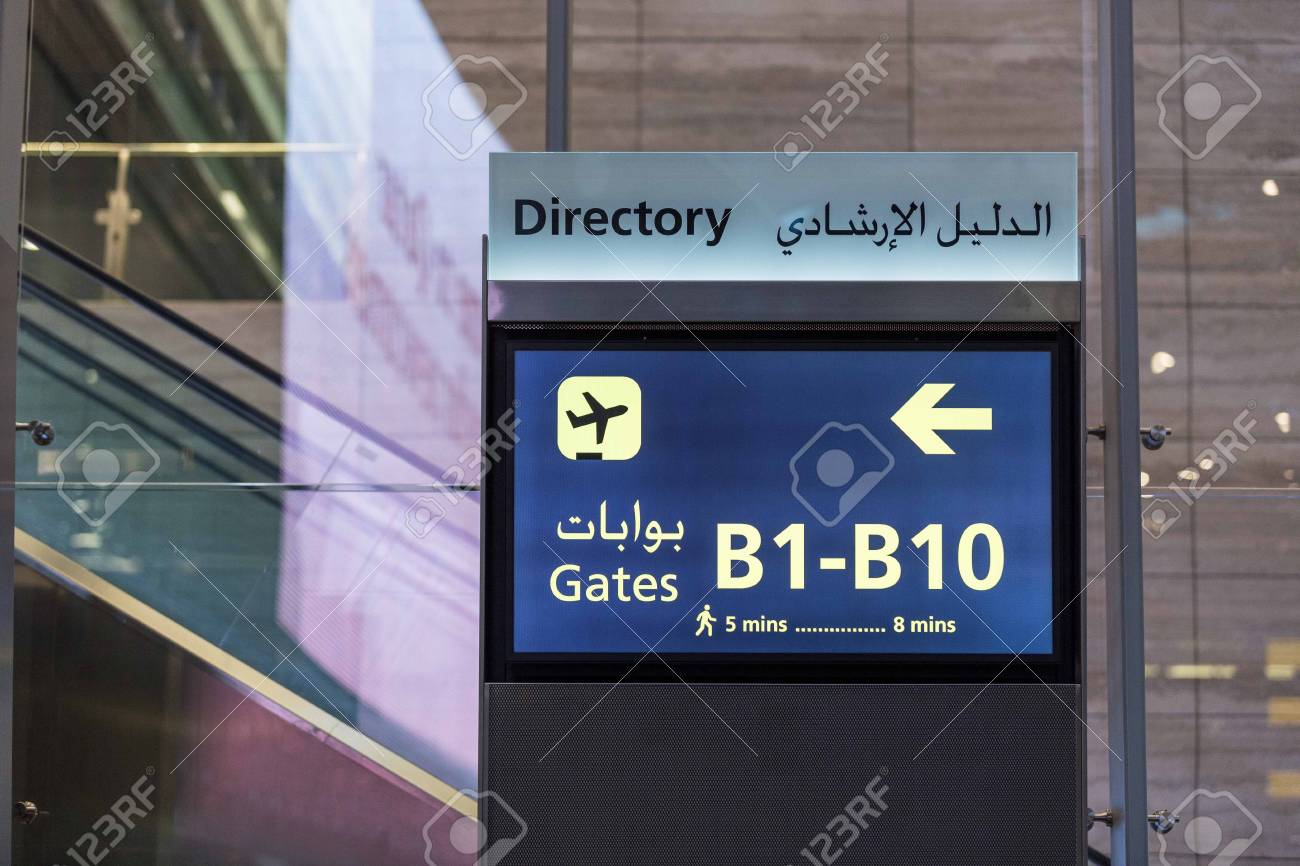 Directory الدليل الإرشادي
بوابات
Gates B1-B10
5 mins ................ 8 mins
123RF